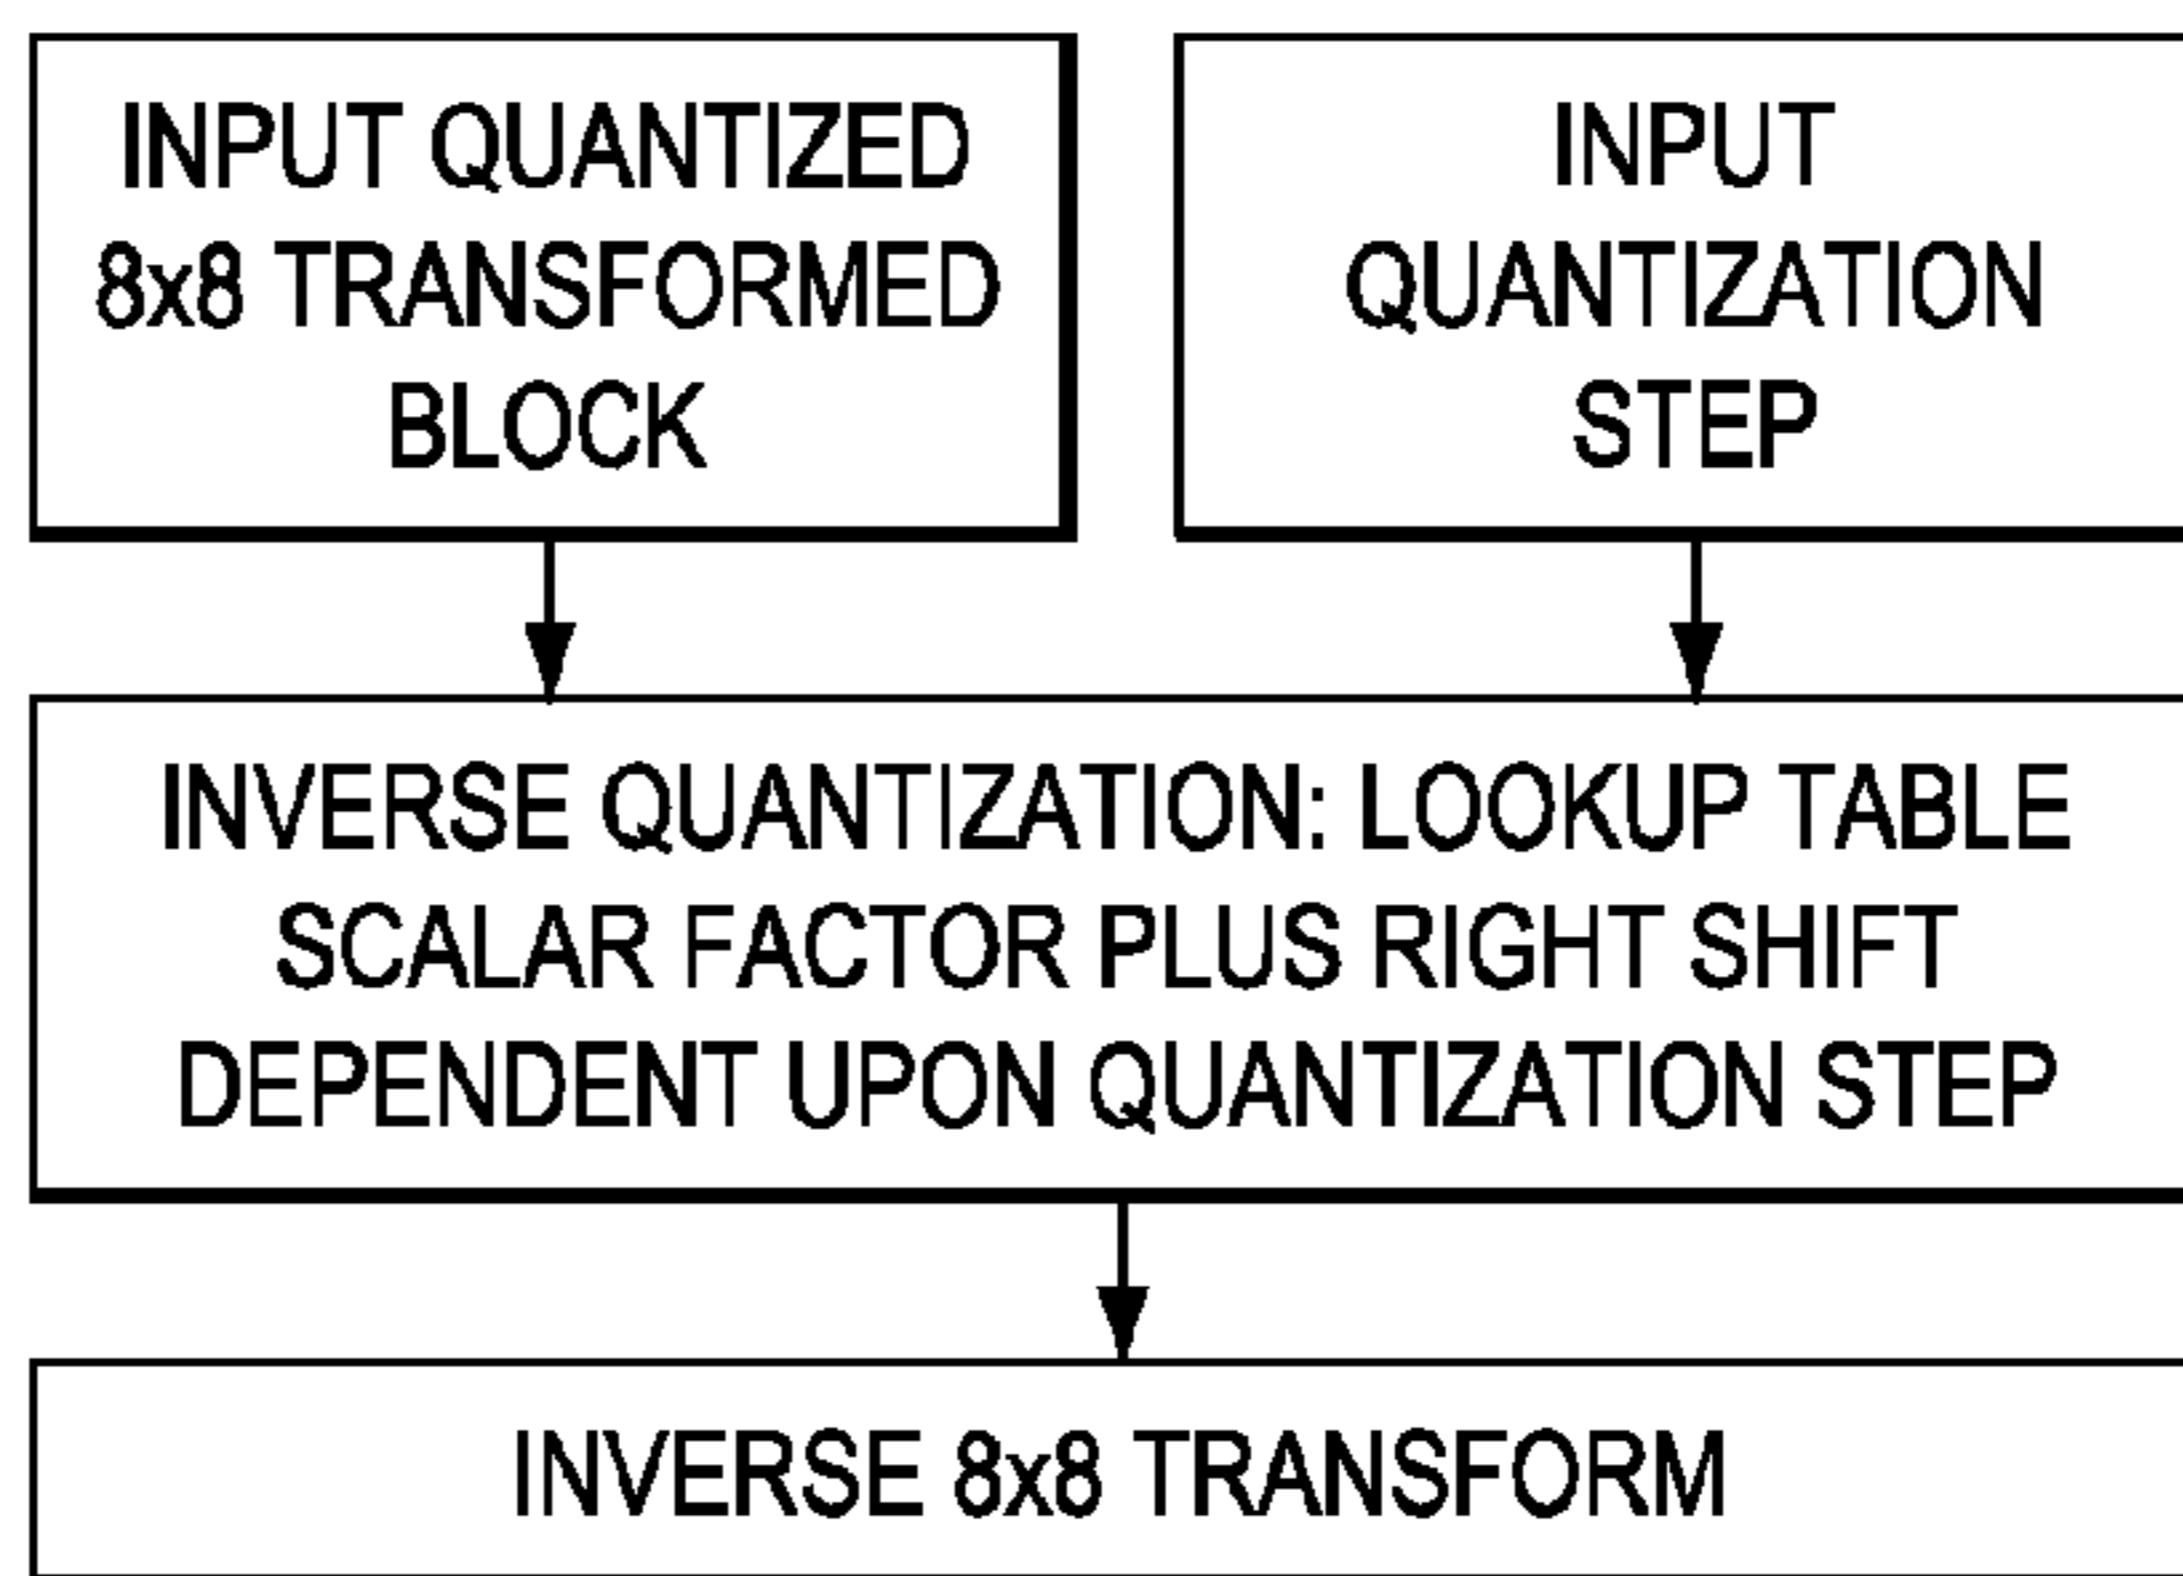 INPUT QUANTIZED
8x8 TRANSFORMED
BLOCK
INPUT
QUANTIZATION
STEP
INVERSE QUANTIZATION: LOOKUP TABLE
SCALAR FACTOR PLUS RIGHT SHIFT
DEPENDENT UPON QUANTIZATION STEP
INVERSE 8x8 TRANSFORM